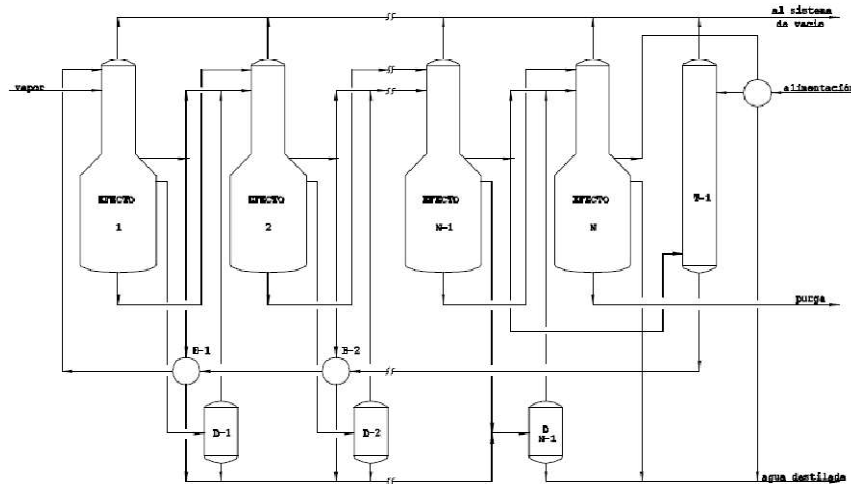 al sistema
de vacio
vapor
alimentación
EFECTO
1
EFECTO
2
EFECTO
N-1
EFECTO
N
T-1
purga
E-1
E-2
D-1
D-2
D
N-1
agua destilada